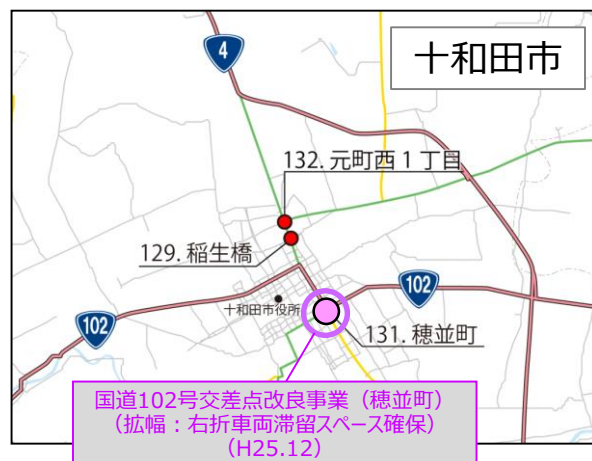 十和田市
4
132. 元町西1丁目
129. 稲生橋
102
十和田市役所
102
131. 穂並町
国道102号交差点改良事業（穂並町）
（拡幅：右折車両滞留スペース確保）
（H25.12）